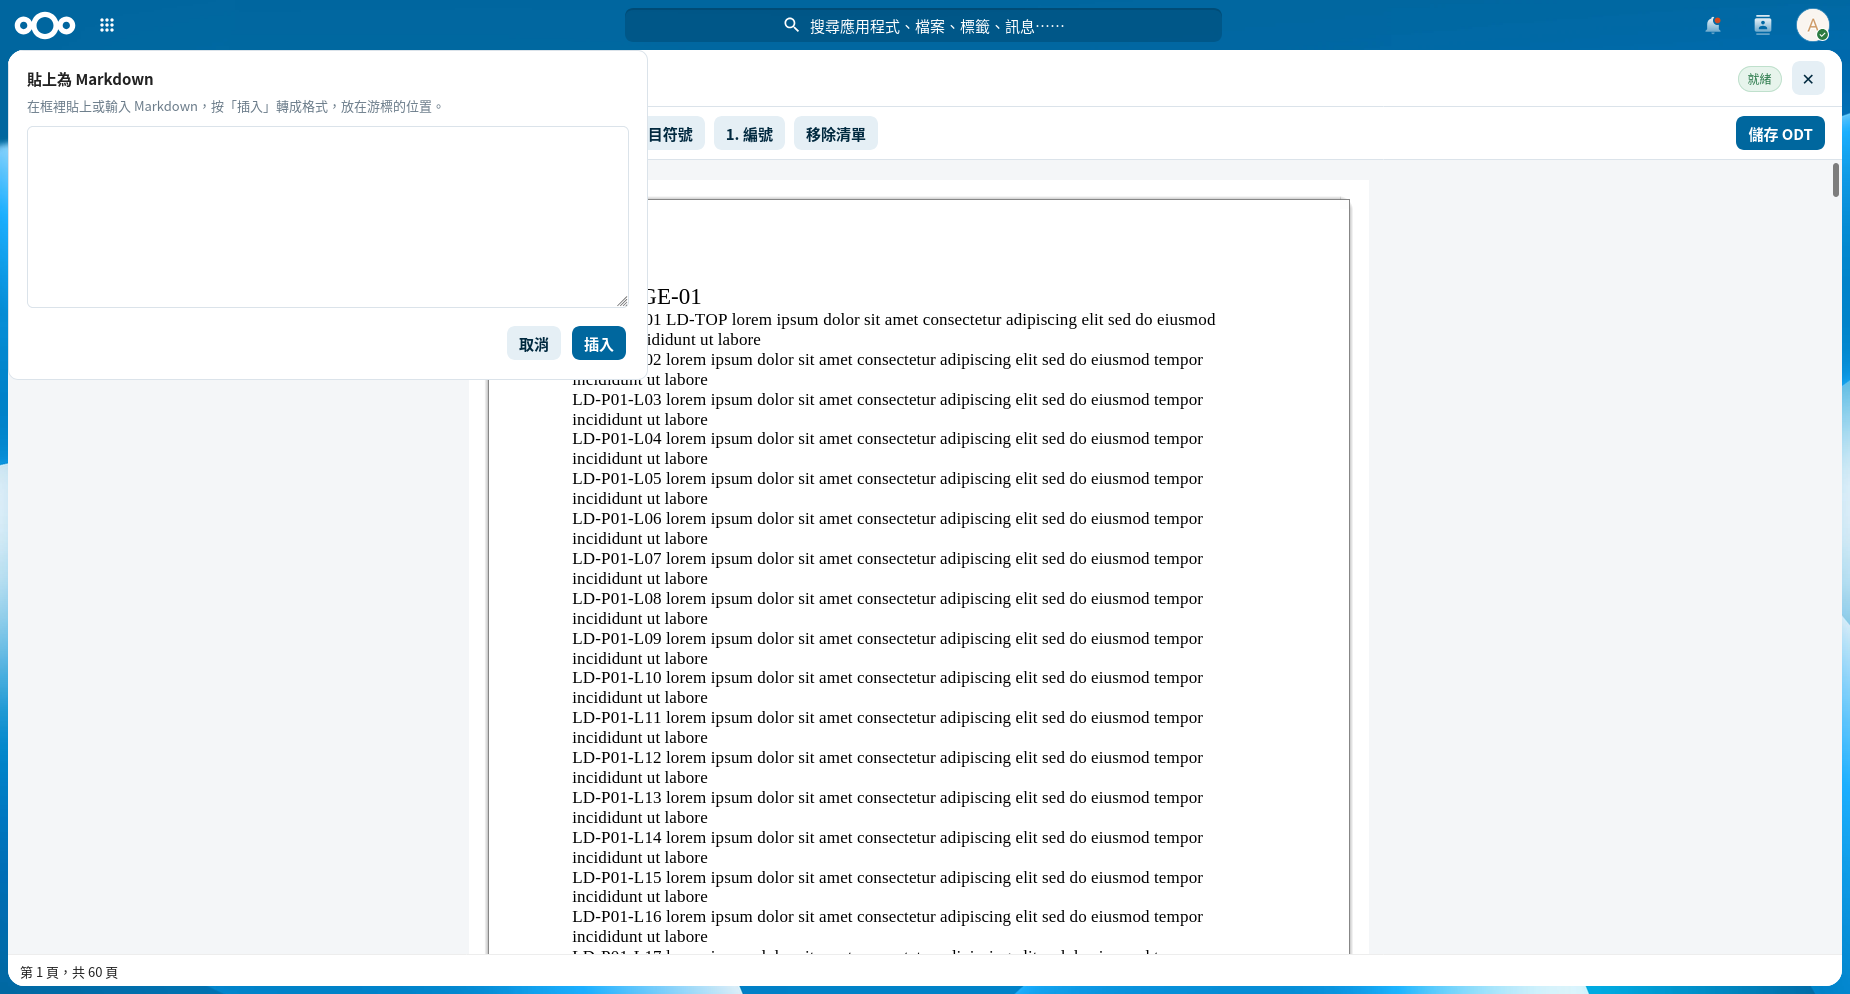 搜尋應用程式、檔案、標籤、訊息……
A
貼上為 Markdown
在框裡貼上或輸入 Markdown，按「插入」轉成格式，放在游標的位置。
取消
插入
就緒
×
目符號
1. 編號
移除清單
儲存 ODT
GE-01
01 LD-TOP lorem ipsum dolor sit amet consectetur adipiscing elit sed do eiusmod
ididunt ut labore
02 lorem ipsum dolor sit amet consectetur adipiscing elit sed do eiusmod tempor
incididunt ut labore
LD-P01-L03 lorem ipsum dolor sit amet consectetur adipiscing elit sed do eiusmod tempor
incididunt ut labore
LD-P01-L04 lorem ipsum dolor sit amet consectetur adipiscing elit sed do eiusmod tempor
incididunt ut labore
LD-P01-L05 lorem ipsum dolor sit amet consectetur adipiscing elit sed do eiusmod tempor
incididunt ut labore
LD-P01-L06 lorem ipsum dolor sit amet consectetur adipiscing elit sed do eiusmod tempor
incididunt ut labore
LD-P01-L07 lorem ipsum dolor sit amet consectetur adipiscing elit sed do eiusmod tempor
incididunt ut labore
LD-P01-L08 lorem ipsum dolor sit amet consectetur adipiscing elit sed do eiusmod tempor
incididunt ut labore
LD-P01-L09 lorem ipsum dolor sit amet consectetur adipiscing elit sed do eiusmod tempor
incididunt ut labore
LD-P01-L10 lorem ipsum dolor sit amet consectetur adipiscing elit sed do eiusmod tempor
incididunt ut labore
LD-P01-L11 lorem ipsum dolor sit amet consectetur adipiscing elit sed do eiusmod tempor
incididunt ut labore
LD-P01-L12 lorem ipsum dolor sit amet consectetur adipiscing elit sed do eiusmod tempor
incididunt ut labore
LD-P01-L13 lorem ipsum dolor sit amet consectetur adipiscing elit sed do eiusmod tempor
incididunt ut labore
LD-P01-L14 lorem ipsum dolor sit amet consectetur adipiscing elit sed do eiusmod tempor
incididunt ut labore
LD-P01-L15 lorem ipsum dolor sit amet consectetur adipiscing elit sed do eiusmod tempor
incididunt ut labore
LD-P01-L16 lorem ipsum dolor sit amet consectetur adipiscing elit sed do eiusmod tempor
incididunt ut labore
第 1 頁，共 60 頁